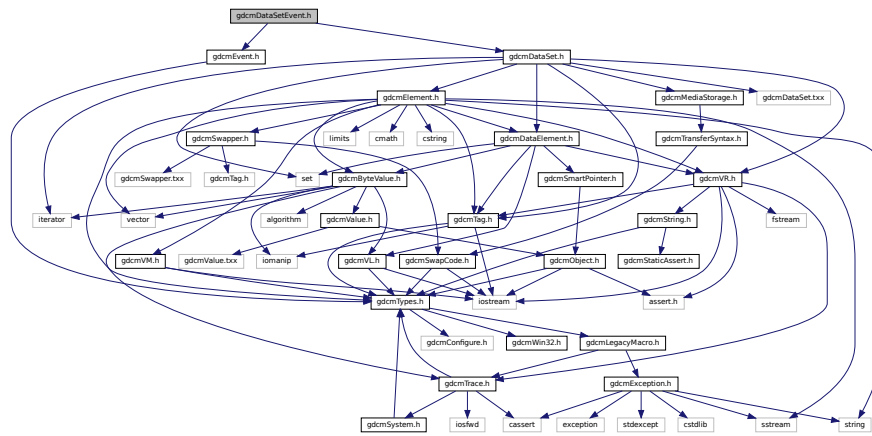 gdcmDataSetEvent.h
gdcmEvent.h
gdcmDataSet.h
gdcmElement.h
gdcmMediaStorage.h
gdcmDataSet.txx
gdcmSwapper.h
limits
cmath
cstring
gdcmDataElement.h
gdcmTransferSyntax.h
gdcmSwapper.txx
gdcmTag.h
set
gdcmByteValue.h
gdcmSmartPointer.h
gdcmVR.h
iterator
vector
algorithm
gdcmValue.h
gdcmTag.h
gdcmString.h
fstream
gdcmVM.h
gdcmValue.txx
iomanip
gdcmVL.h
gdcmSwapCode.h
gdcmObject.h
gdcmStaticAssert.h
gdcmTypes.h
iostream
assert.h
gdcmConfigure.h
gdcmWin32.h
gdcmLegacyMacro.h
gdcmTrace.h
gdcmException.h
gdcmSystem.h
iosfwd
cassert
exception
stdexcept
cstdlib
sstream
string